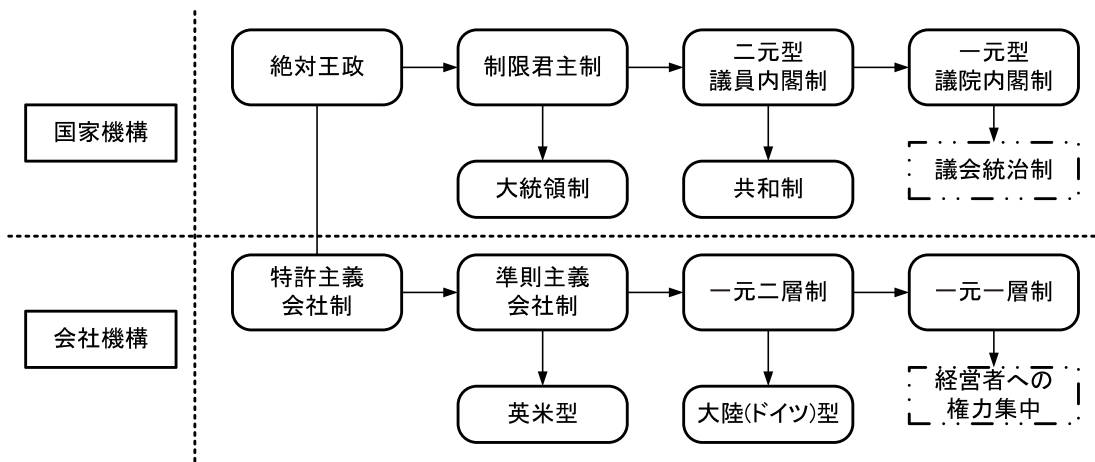 絶対王政
制限君主制
二元型
議員内閣制
一元型
議院内閣制
国家機構
大統領制
共和制
議会統治制
特許主義
会社制
準則主義
会社制
一元二層制
一元一層制
会社機構
英米型
大陸(ドイツ)型
経営者への
権力集中